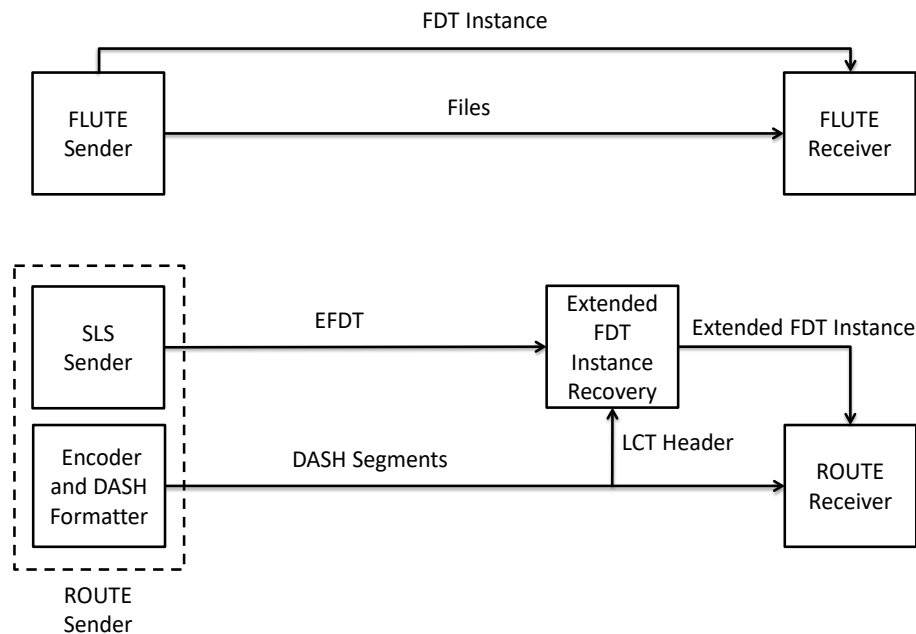 FDT Instance
FLUTE
Sender
Files
FLUTE
Receiver
SLS
Sender
EFDT
Extended
FDT
Instance
Recovery
Extended FDT Instance
Encoder
and DASH
Formatter
DASH Segments
LCT Header
ROUTE
Receiver
ROUTE
Sender